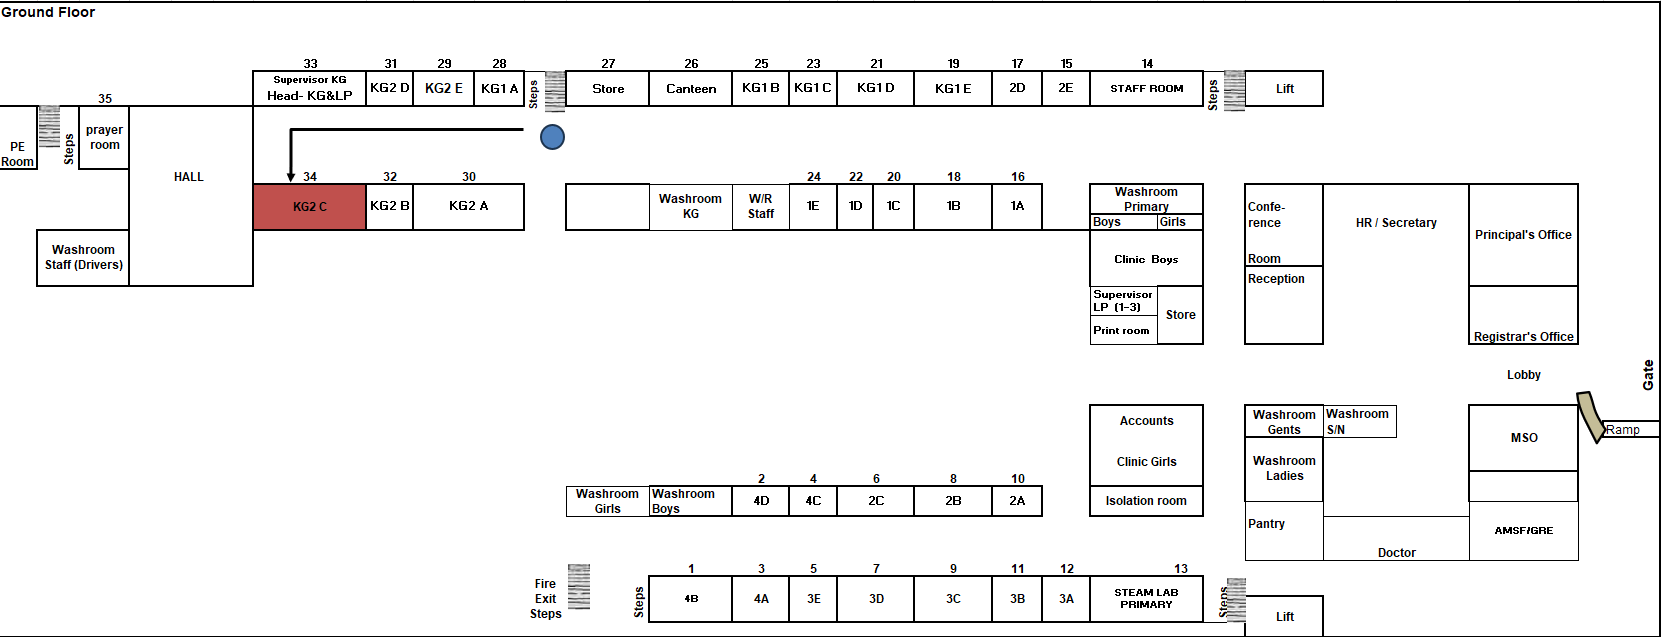 Ground Floor
33 31 29 28 27 26 25 23 21 19 17 15 14
Supervisor KG
Head- KG&LP
KG2 D
KG2 E
KG1 A
Steps
Store
Canteen
KG1 B
KG1 C
KG1 D
KG1 E
2D
2E
STAFF ROOM
Steps
Lift
35
PE
Room
Steps
prayer
room
HALL
34 32 30 24 22 20 18 16
KG2 C
KG2 B
KG2 A
Washroom
KG
W/R
Staff
1E
1D
1C
1B
1A
Washroom
Primary
Boys
Girls
Clinic Boys
Supervisor
LP (1-3)
Print room
Store
Confe-
rence
Room
Reception
HR / Secretary
Principal's Office
Registrar's Office
Washroom
Staff (Drivers)
Lobby
Gate
Ramp
Accounts
Clinic Girls
Isolation room
Washroom
Gents
Washroom
S/N
Washroom
Ladies
Pantry
Doctor
MSO
AMSF/GRE
2 4 6 8 10
Washroom
Girls
Washroom
Boys
4D
4C
2C
2B
2A
Fire
Exit
Steps
Steps
1 3 5 7 9 11 12 13
4B
4A
3E
3D
3C
3B
3A
STEAM LAB
PRIMARY
Steps
Lift